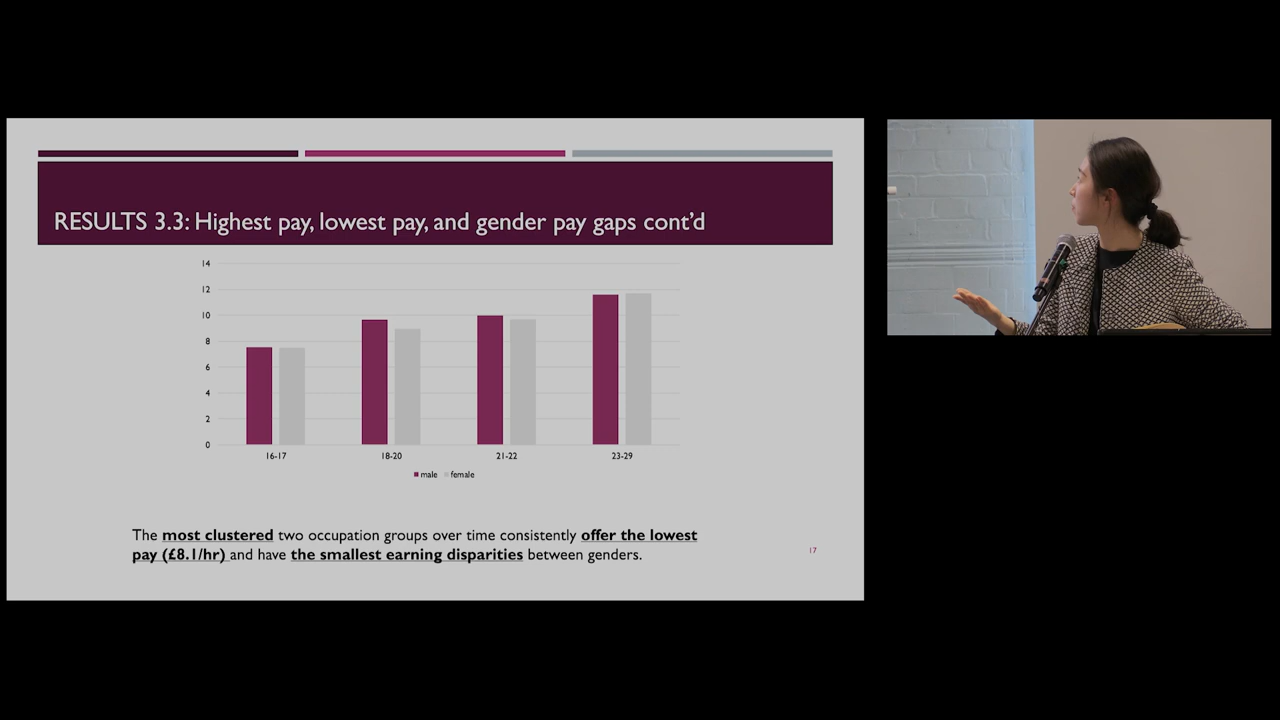 RESULTS 3.3: Highest pay, lowest pay, and gender pay gaps cont’d
14
12
10
8
6
4
2
0
16-17
18-20
21-22
23-29
male
female
The most clustered two occupation groups over time consistently offer the lowest
pay (£8.1/hr) and have the smallest earning disparities between genders.
17